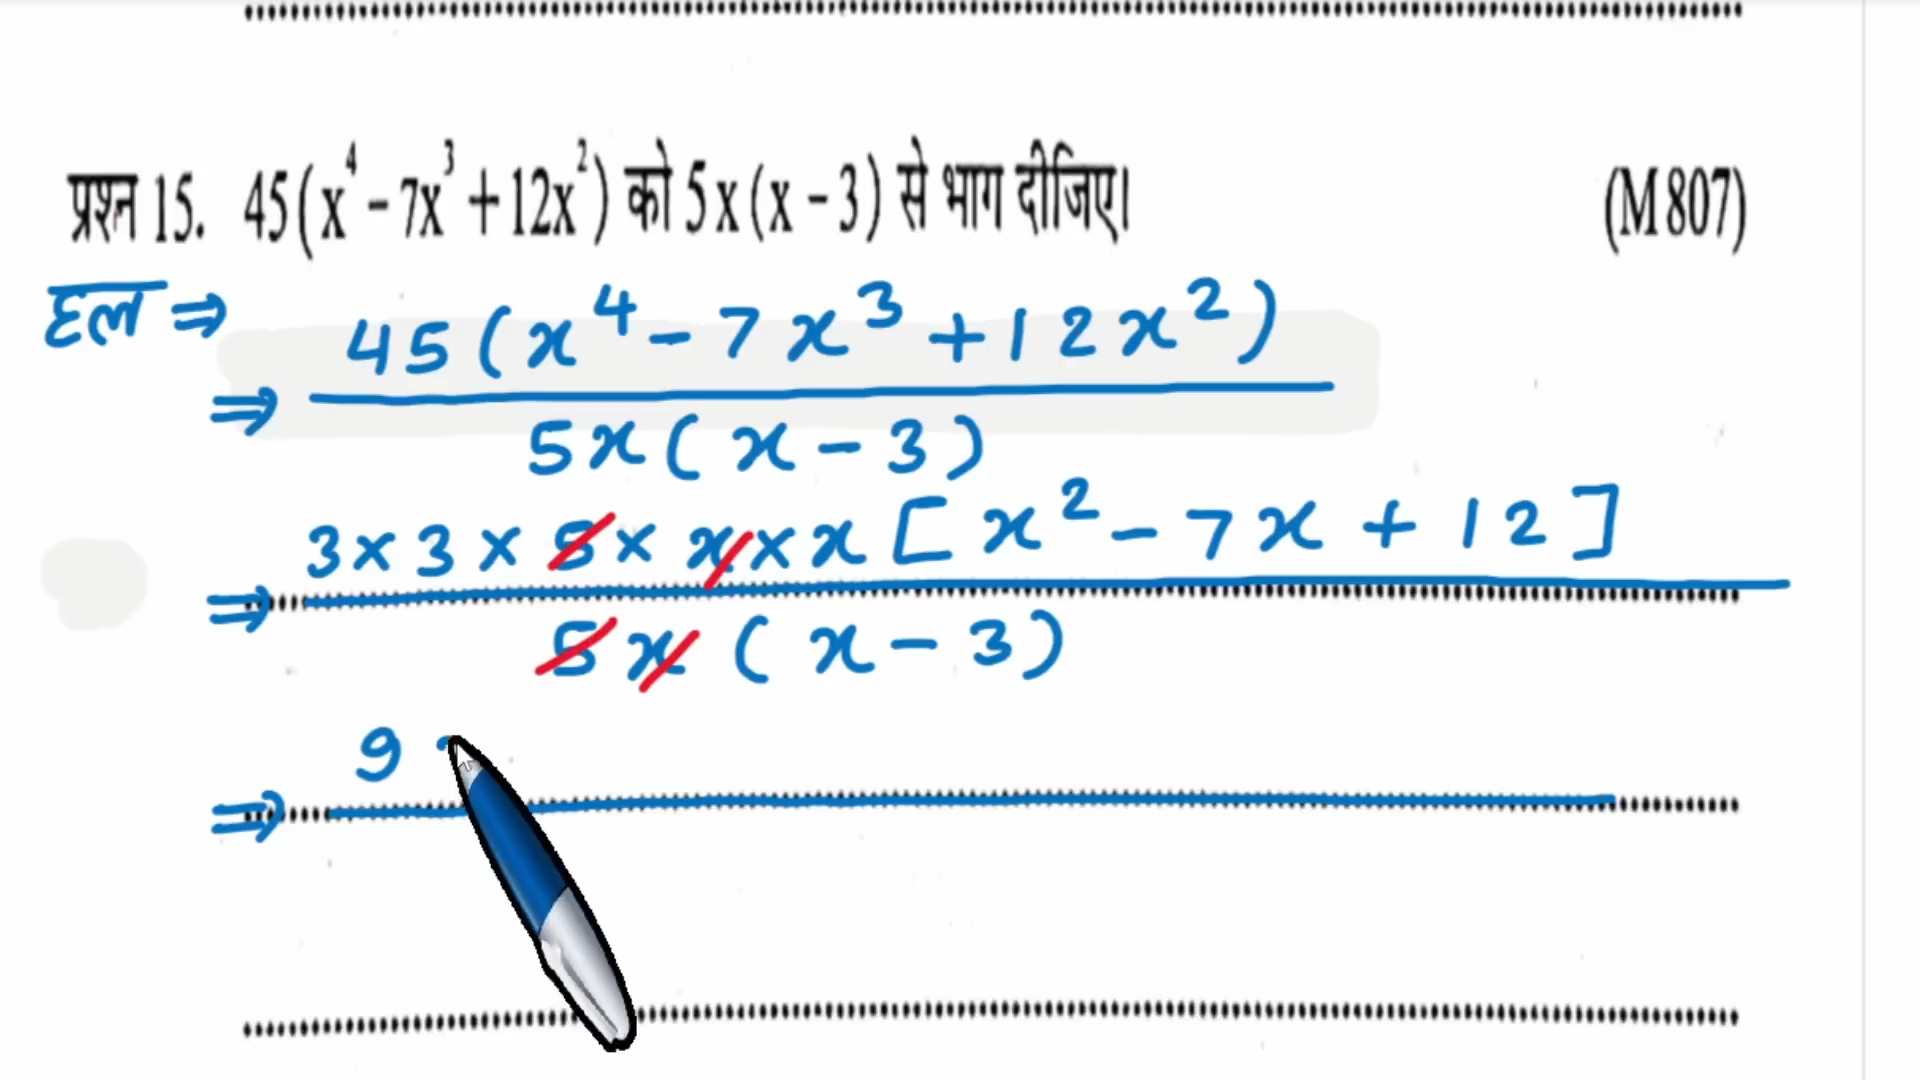 प्रश्न 15. 45(x⁴ − 7x³ + 12x²) को 5x(x − 3) से भाग दीजिए। (M807)
हल ⇒ 45(x⁴ − 7x³ + 12x²)
⇒
5x(x − 3)
3 × 3 × 5 × x × x [x² − 7x + 12]
⇒
5x (x − 3)
9
⇒